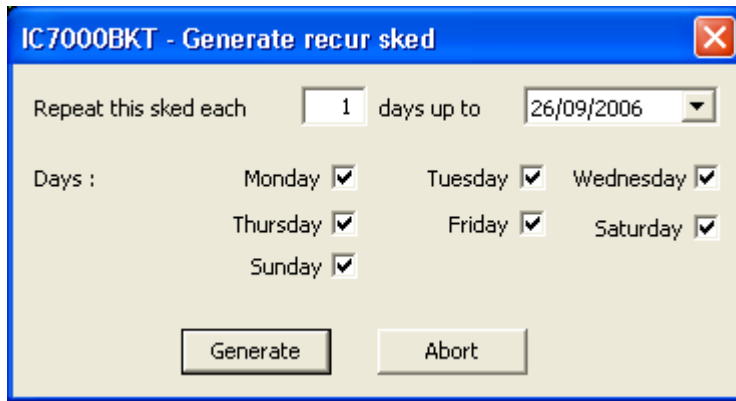 IC7000BKT - Generate recur sked
Repeat this sked each 1 days up to 26/09/2006
Days : Monday Tuesday Wednesday
Thursday Friday Saturday
Sunday
Generate Abort